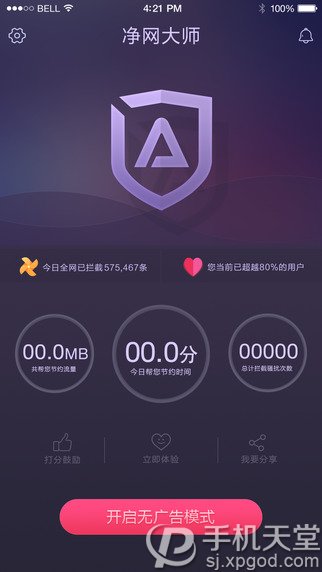 BELL 4:21 PM 100%
净网大师
A
今日全网已拦截575,467条 您当前已超越80%的用户
00.0MB 00.0分 00000
共帮您节约流量 今日帮您节约时间 总计拦截骚扰次数
打分鼓励 立即体验 我要分享
开启无广告模式
手机天堂
sj.xpgod.com